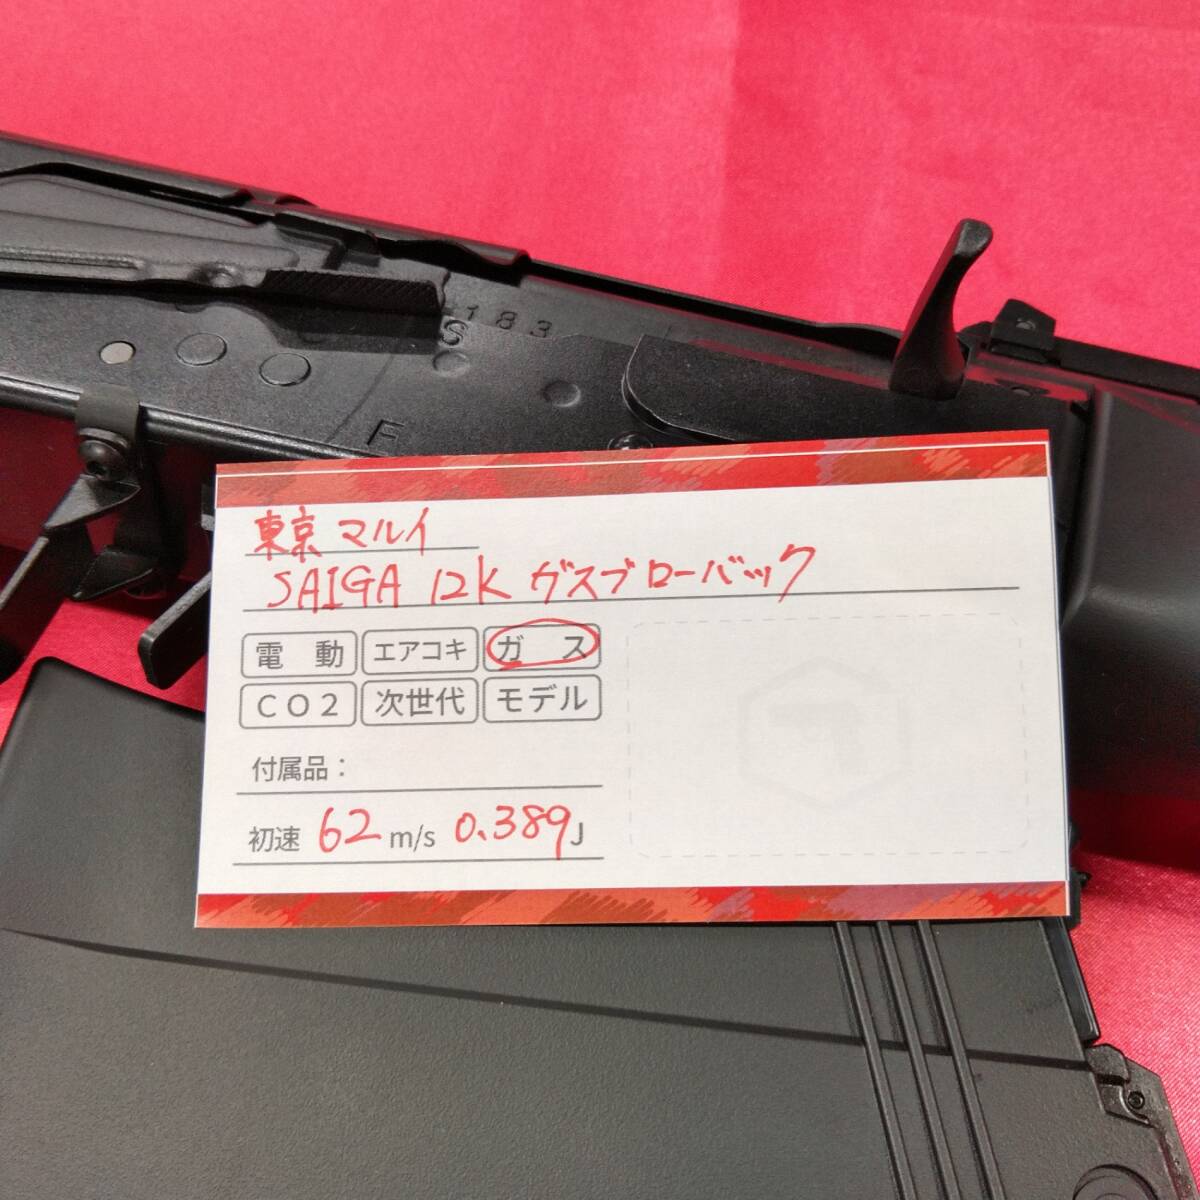 183
S
F
東京マルイ
SAIGA 12K ガスブローバック
電動 エアコキ ガス
CO2 次世代 モデル
付属品：
初速 62 m/s 0.389J